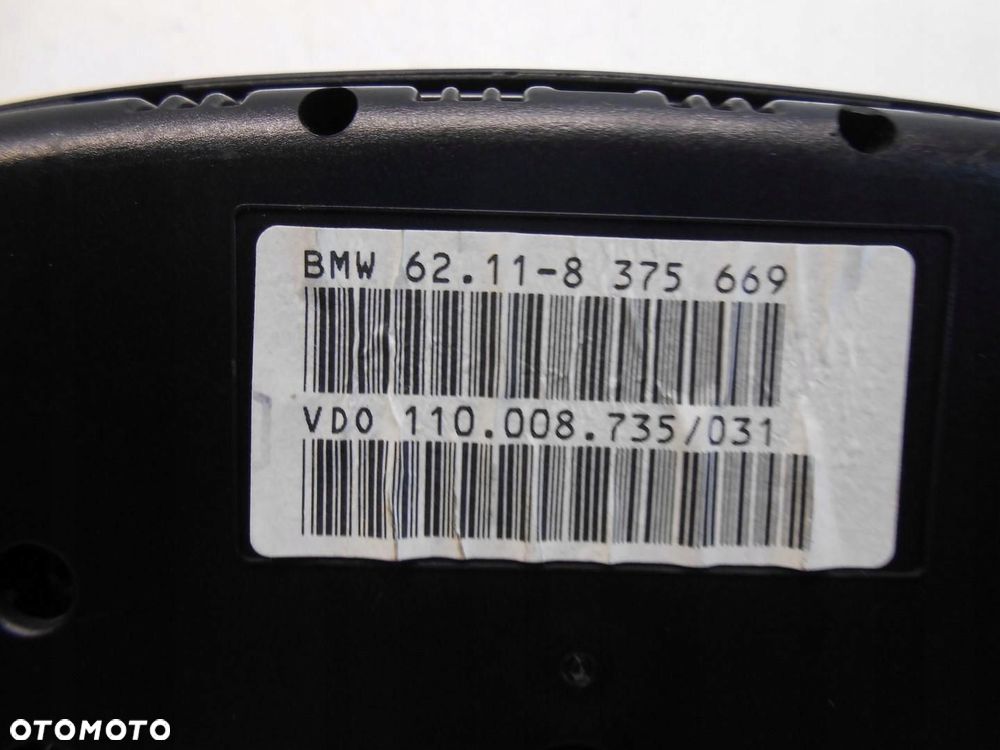 BMW 62.11-8 375 669
VDO 110.008.735/031
OTOMOTO